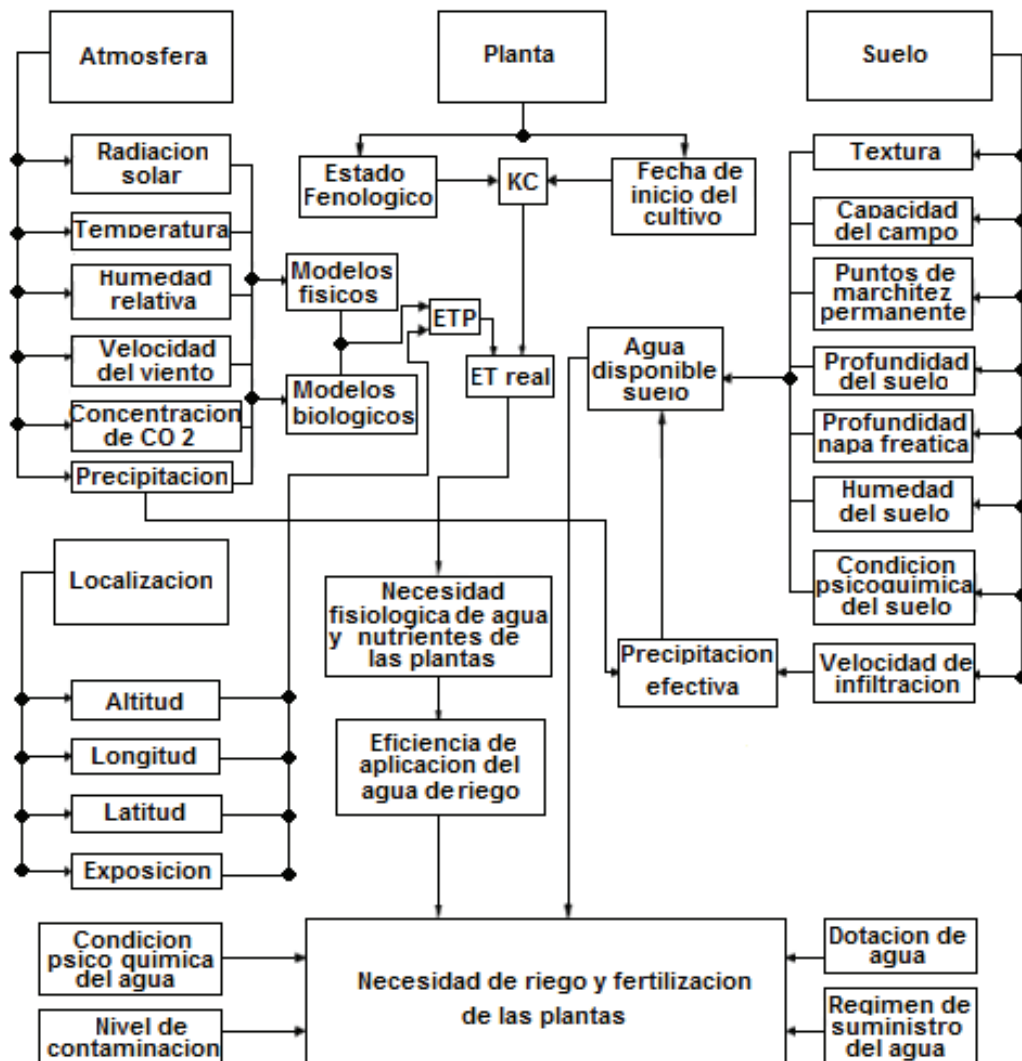 Atmosfera
Planta
Suelo
Radiacion
solar
Temperatura
Humedad
relativa
Velocidad
del viento
Concentracion
de CO 2
Precipitacion
Estado
Fenologico
KC
Fecha de
inicio del
cultivo
Modelos
fisicos
Modelos
biologicos
ETP
ET real
Agua
disponible
suelo
Textura
Capacidad
del campo
Puntos de
marchitez
permanente
Profundidad
del suelo
Profundidad
napa freatica
Humedad
del suelo
Condicion
psicoquimica
del suelo
Velocidad de
infiltracion
Precipitacion
efectiva
Localizacion
Altitud
Longitud
Latitud
Exposicion
Necesidad
fisiologica de agua
y nutrientes de
las plantas
Eficiencia de
aplicacion del
agua de riego
Condicion
psico quimica
del agua
Nivel de
contaminacion
Necesidad de riego y fertilizacion
de las plantas
Dotacion de
agua
Regimen de
suministro
del agua